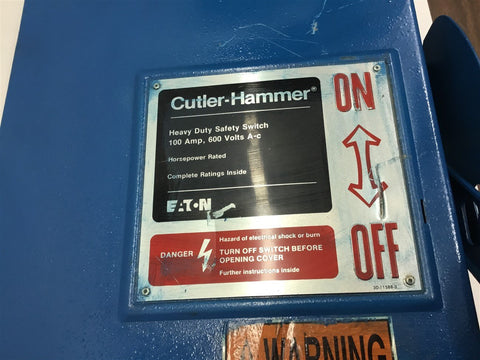 Cutler-Hammer®
ON
Heavy Duty Safety Switch
100 Amp, 600 Volts A-c
Horsepower Rated
Complete Ratings Inside
EATON
OFF
DANGER
Hazard of electrical shock or burn
TURN OFF SWITCH BEFORE
OPENING COVER
Further instructions inside
WARNING